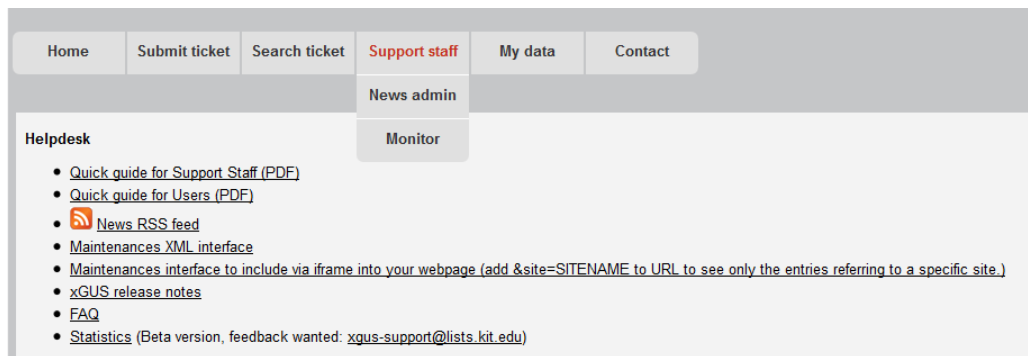 Home Submit ticket Search ticket Support staff My data Contact
News admin
Monitor
Helpdesk
Quick guide for Support Staff (PDF)
Quick guide for Users (PDF)
News RSS feed
Maintenances XML interface
Maintenances interface to include via iframe into your webpage (add &site=SITENAME to URL to see only the entries referring to a specific site.)
xGUS release notes
FAQ
Statistics (Beta version, feedback wanted: xgus-support@lists.kit.edu)